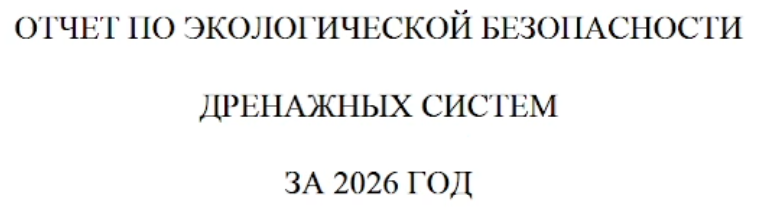 ОТЧЕТ ПО ЭКОЛОГИЧЕСКОЙ БЕЗОПАСНОСТИ
ДРЕНАЖНЫХ СИСТЕМ
ЗА 2026 ГОД